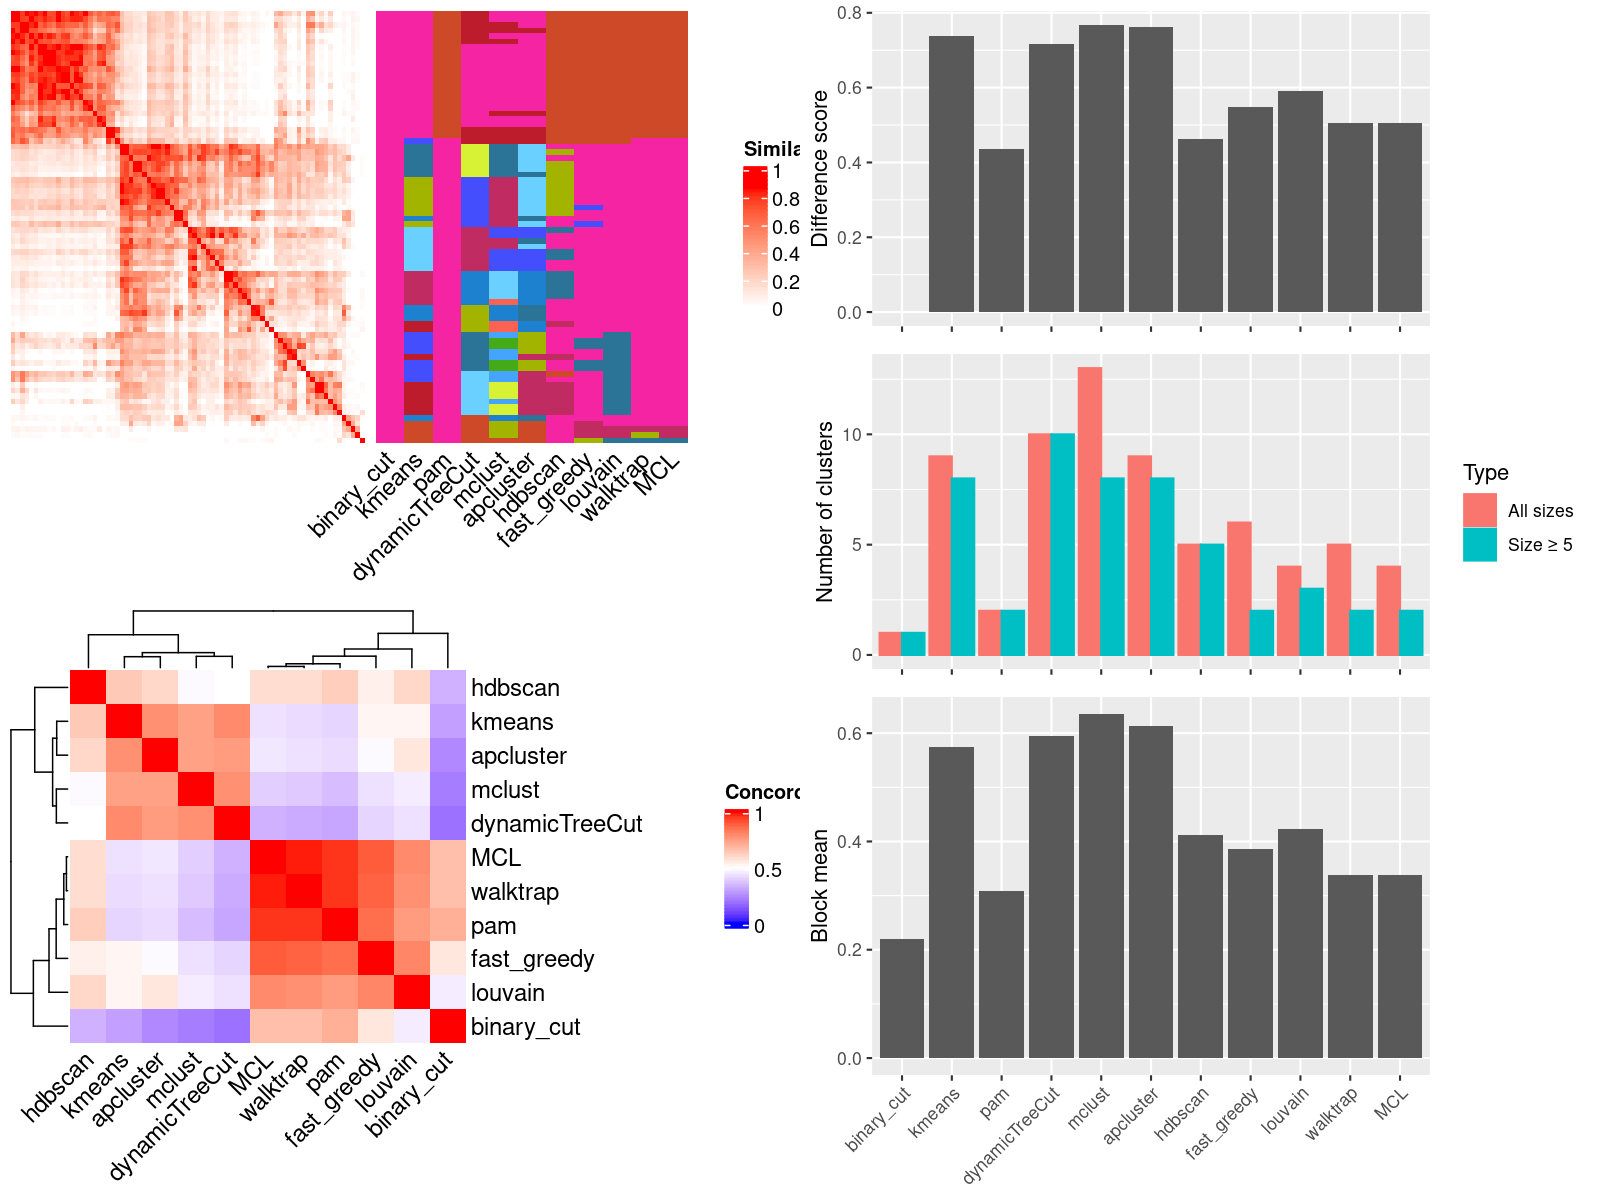 binary_cut
kmeans
pam
dynamicTreeCut
mclust
apcluster
hdbscan
fast_greedy
louvain
walktrap
MCL
Simila
1
0.8
0.6
0.4
0.2
0
Difference score
0.8
0.6
0.4
0.2
0.0
Number of clusters
10
5
0
Type
All sizes
Size ≥ 5
hdbscan
kmeans
apcluster
mclust
dynamicTreeCut
MCL
walktrap
pam
fast_greedy
louvain
binary_cut
hdbscan
kmeans
apcluster
mclust
dynamicTreeCut
MCL
walktrap
pam
fast_greedy
louvain
binary_cut
Concord
1
0.5
0
Block mean
0.6
0.4
0.2
0.0
binary_cut
kmeans
pam
dynamicTreeCut
mclust
apcluster
hdbscan
fast_greedy
louvain
walktrap
MCL